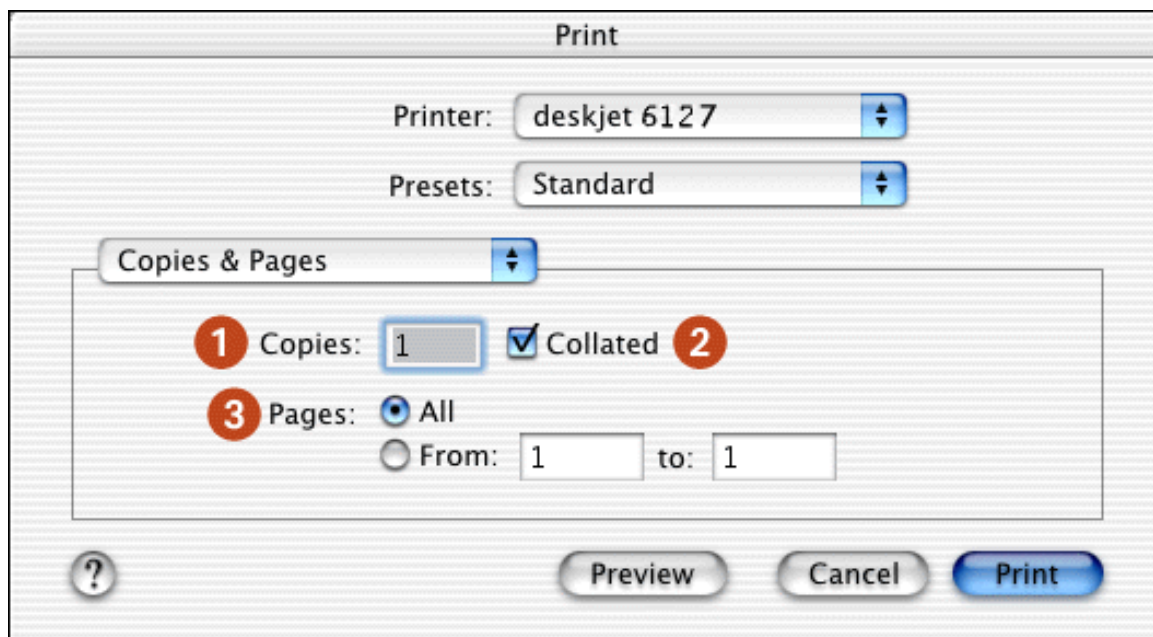 Print
Printer: deskjet 6127
Presets: Standard
Copies & Pages
1 Copies: 1 Collated 2
3 Pages: All
From: 1 to: 1
? Preview Cancel Print